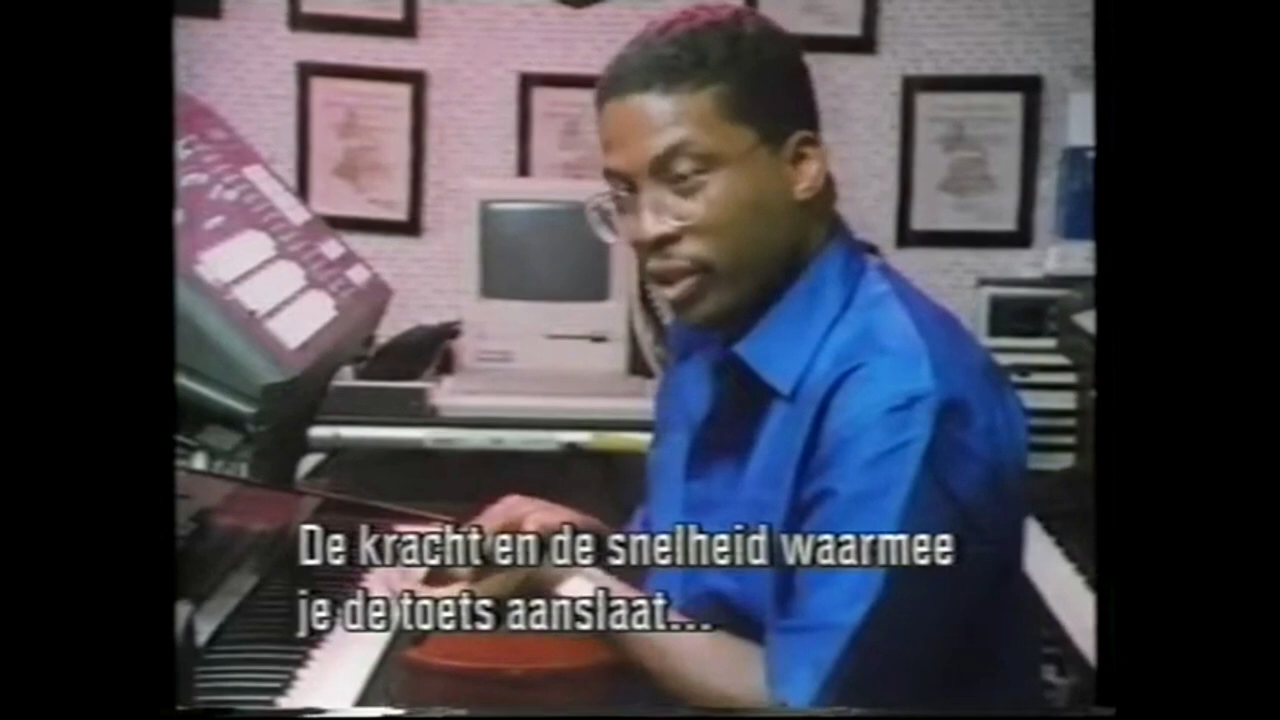 De kracht en de snelheid waarmee
je de toets aanslaat...